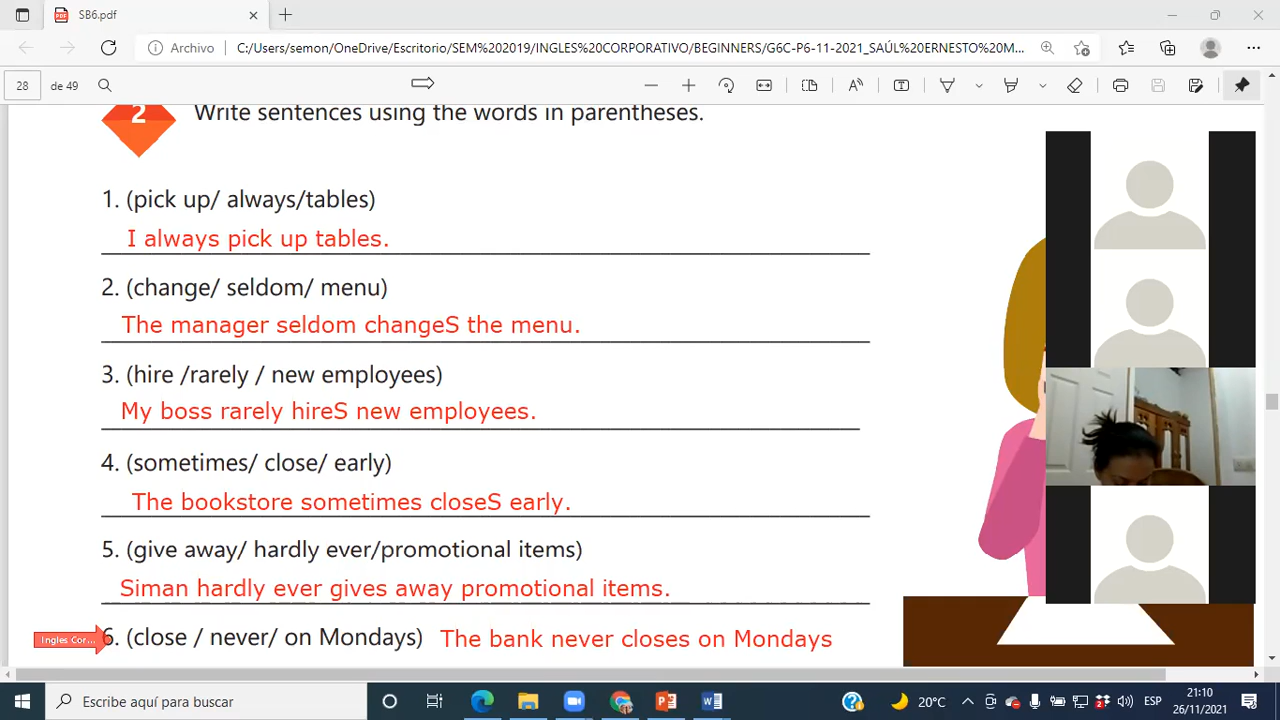 SB6.pdf
Archivo
C:/Users/semon/OneDrive/Escritorio/SEM%202019/INGLES%20CORPORATIVO/BEGINNERS/G6C-P6-11-2021_SAÚL%20ERNESTO%20M...
28 de 49
2 Write sentences using the words in parentheses.
1. (pick up/ always/tables)
I always pick up tables.
2. (change/ seldom/ menu)
The manager seldom changeS the menu.
3. (hire /rarely / new employees)
My boss rarely hireS new employees.
4. (sometimes/ close/ early)
The bookstore sometimes closeS early.
5. (give away/ hardly ever/promotional items)
Siman hardly ever gives away promotional items.
Ingles Cor... 6. (close / never/ on Mondays) The bank never closes on Mondays
Escribe aquí para buscar
20°C
ESP
21:10
26/11/2021